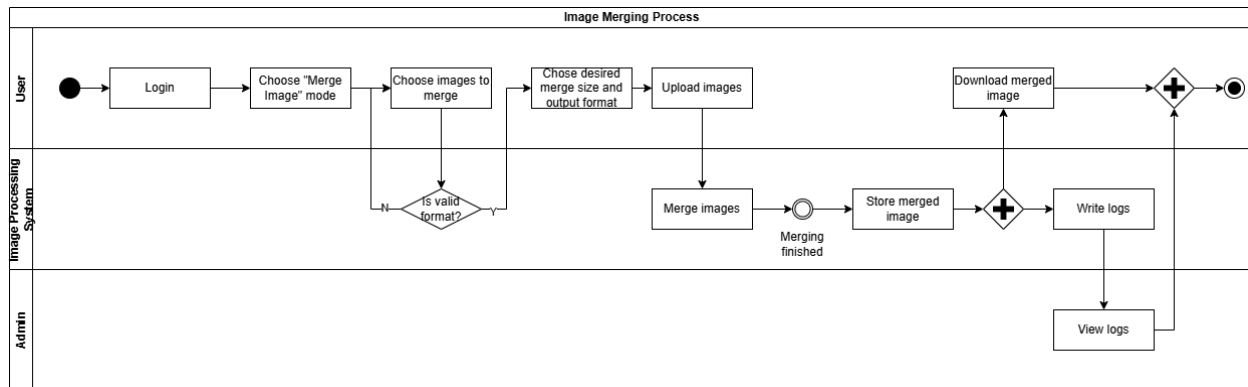 Image Merging Process
User
Login
Choose "Merge
Image" mode
Choose images to
merge
Chose desired
merge size and
output format
Upload images
Download merged
image
Image Processing
System
N
Is valid
format?
Y
Merge images
Merging
finished
Store merged
image
Write logs
Admin
View logs